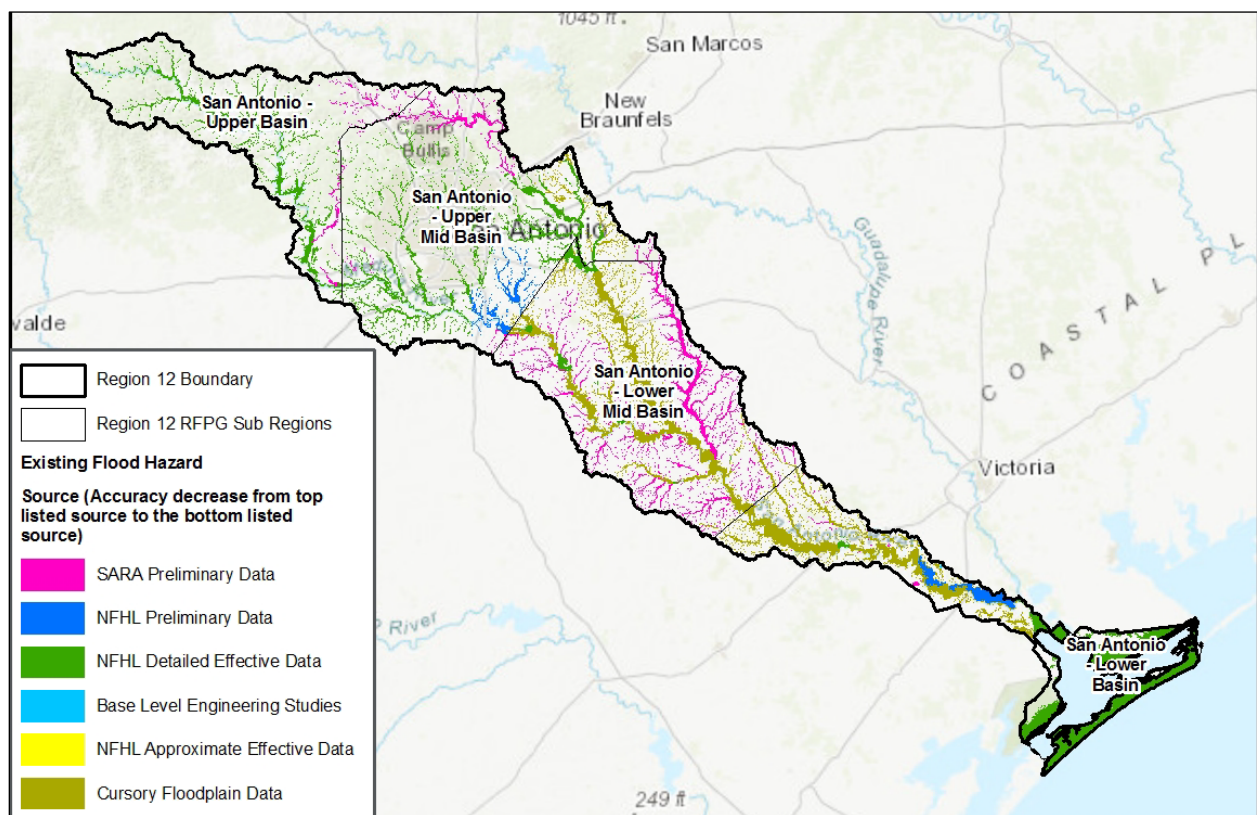 1045 ft
San Marcos
New
Braunfels
San Antonio -
Upper Basin
Camp
Bullis
San Antonio
- Upper
Mid Basin
Antonio
Guadalupe River
COASTAL PL
valde
San Antonio
- Lower
Mid Basin
Victoria
River
San Antonio
- Lower
Basin
249 ft
Region 12 Boundary
Region 12 RFPG Sub Regions
Existing Flood Hazard
Source (Accuracy decrease from top
listed source to the bottom listed
source)
SARA Preliminary Data
NFHL Preliminary Data
NFHL Detailed Effective Data
Base Level Engineering Studies
NFHL Approximate Effective Data
Cursory Floodplain Data